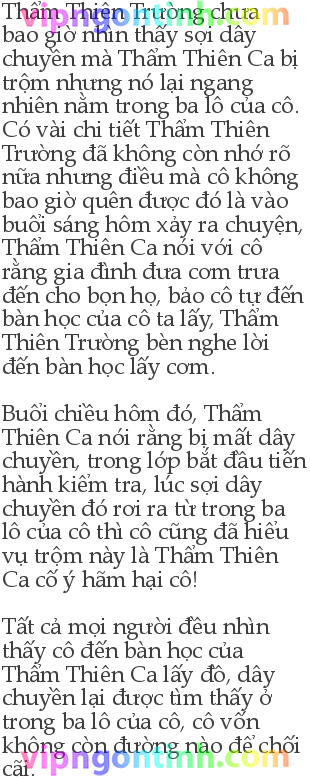 vipngontinh.com
Thẩm Thiên Trường chưa
bao giờ nhìn thấy sợi dây
chuyền mà Thẩm Thiên Ca bị
trộm nhưng nó lại ngang
nhiên nằm trong ba lô của cô.
Có vài chi tiết Thẩm Thiên
Trường đã không còn nhớ rõ
nữa nhưng điều mà cô không
bao giờ quên được đó là vào
buổi sáng hôm xảy ra chuyện,
Thẩm Thiên Ca nói với cô
rằng gia đình đưa cơm trưa
đến cho bọn họ, bảo cô tự đến
bàn học của cô ta lấy, Thẩm
Thiên Trường bèn nghe lời
đến bàn học lấy cơm.
Buổi chiều hôm đó, Thẩm
Thiên Ca nói rằng bị mất dây
chuyền, trong lớp bắt đầu tiến
hành kiểm tra, lúc sợi dây
chuyền đó rơi ra từ trong ba
lô của cô thì cô cũng đã hiểu
vụ trộm này là Thẩm Thiên
Ca cố ý hãm hại cô!
Tất cả mọi người đều nhìn
thấy cô đến bàn học của
Thẩm Thiên Ca lấy đồ, dây
chuyền lại được tìm thấy ở
trong ba lô của cô, cô vốn
không còn đường nào để chối
cãi.
vipngontinh.com